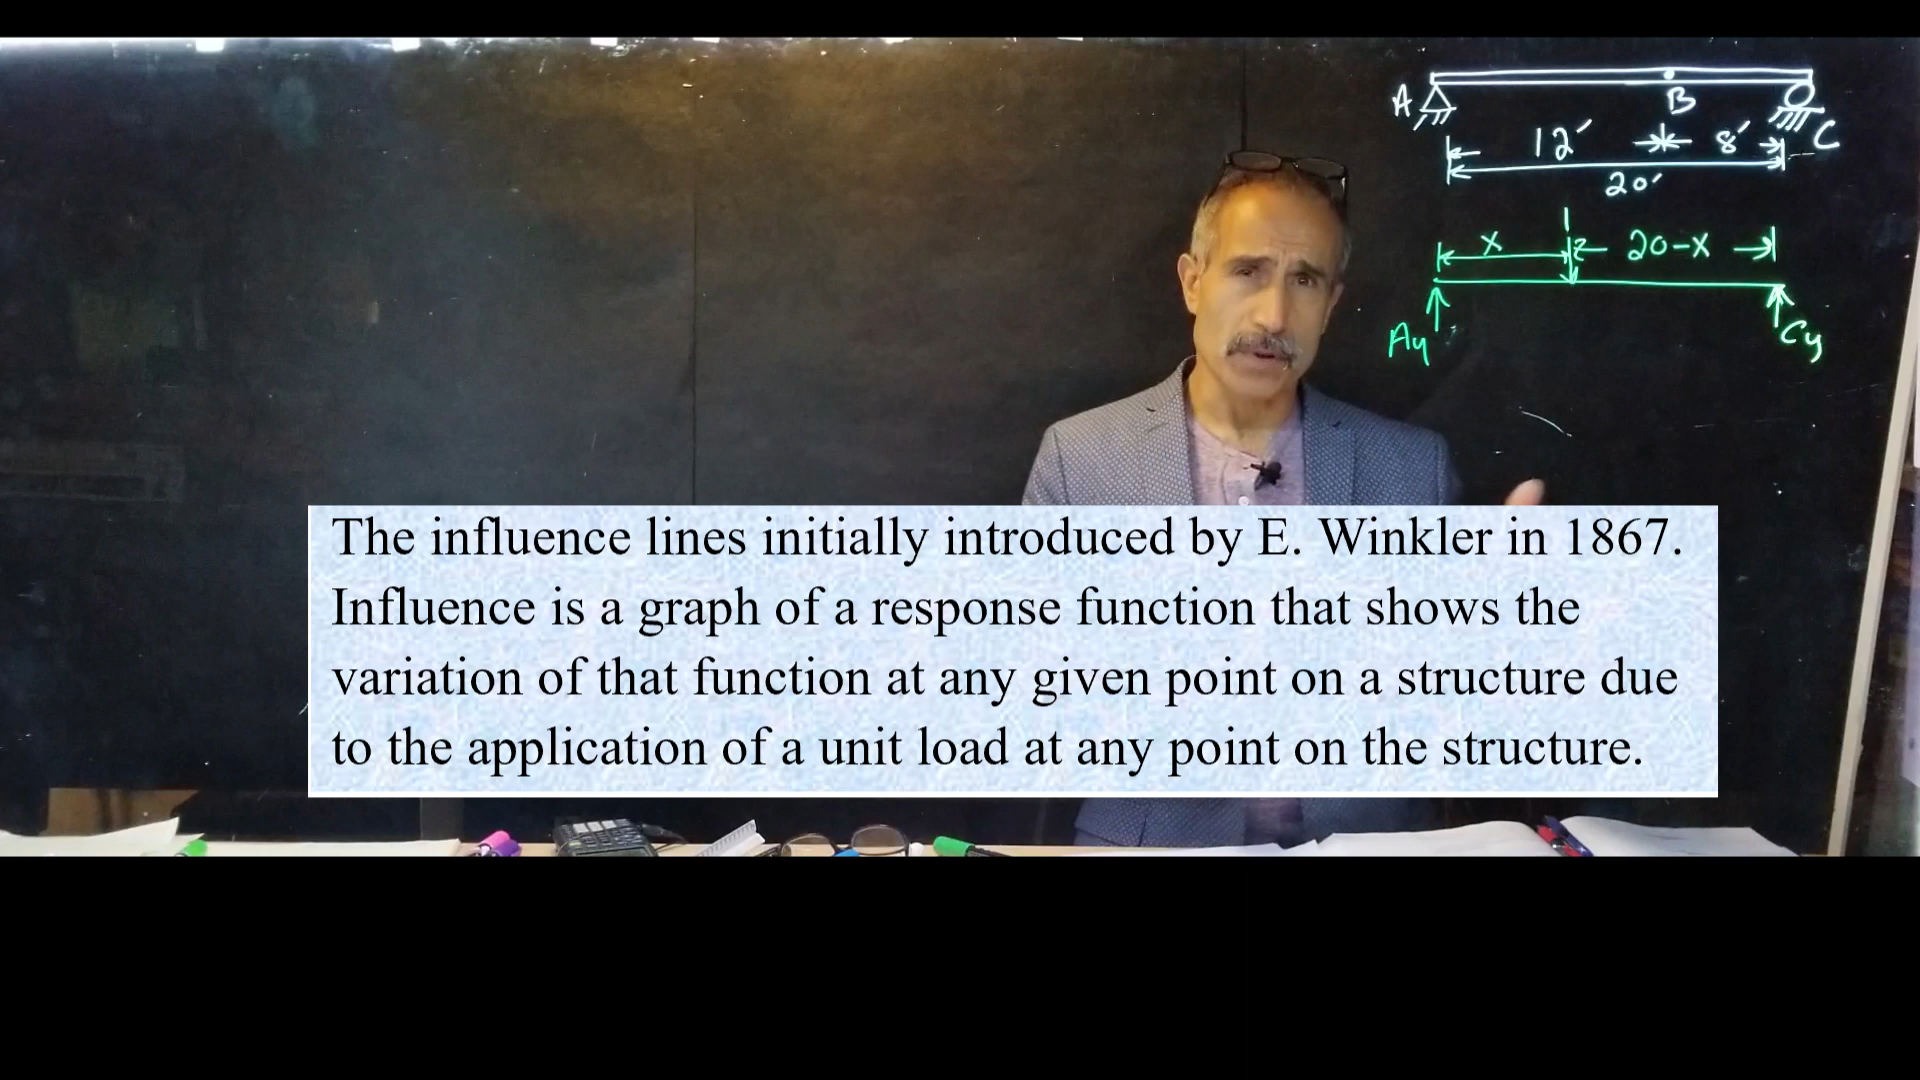 A
B
C
12′
8′
20′
1
x
20-x
Ay
Cy
The influence lines initially introduced by E. Winkler in 1867.
Influence is a graph of a response function that shows the
variation of that function at any given point on a structure due
to the application of a unit load at any point on the structure.